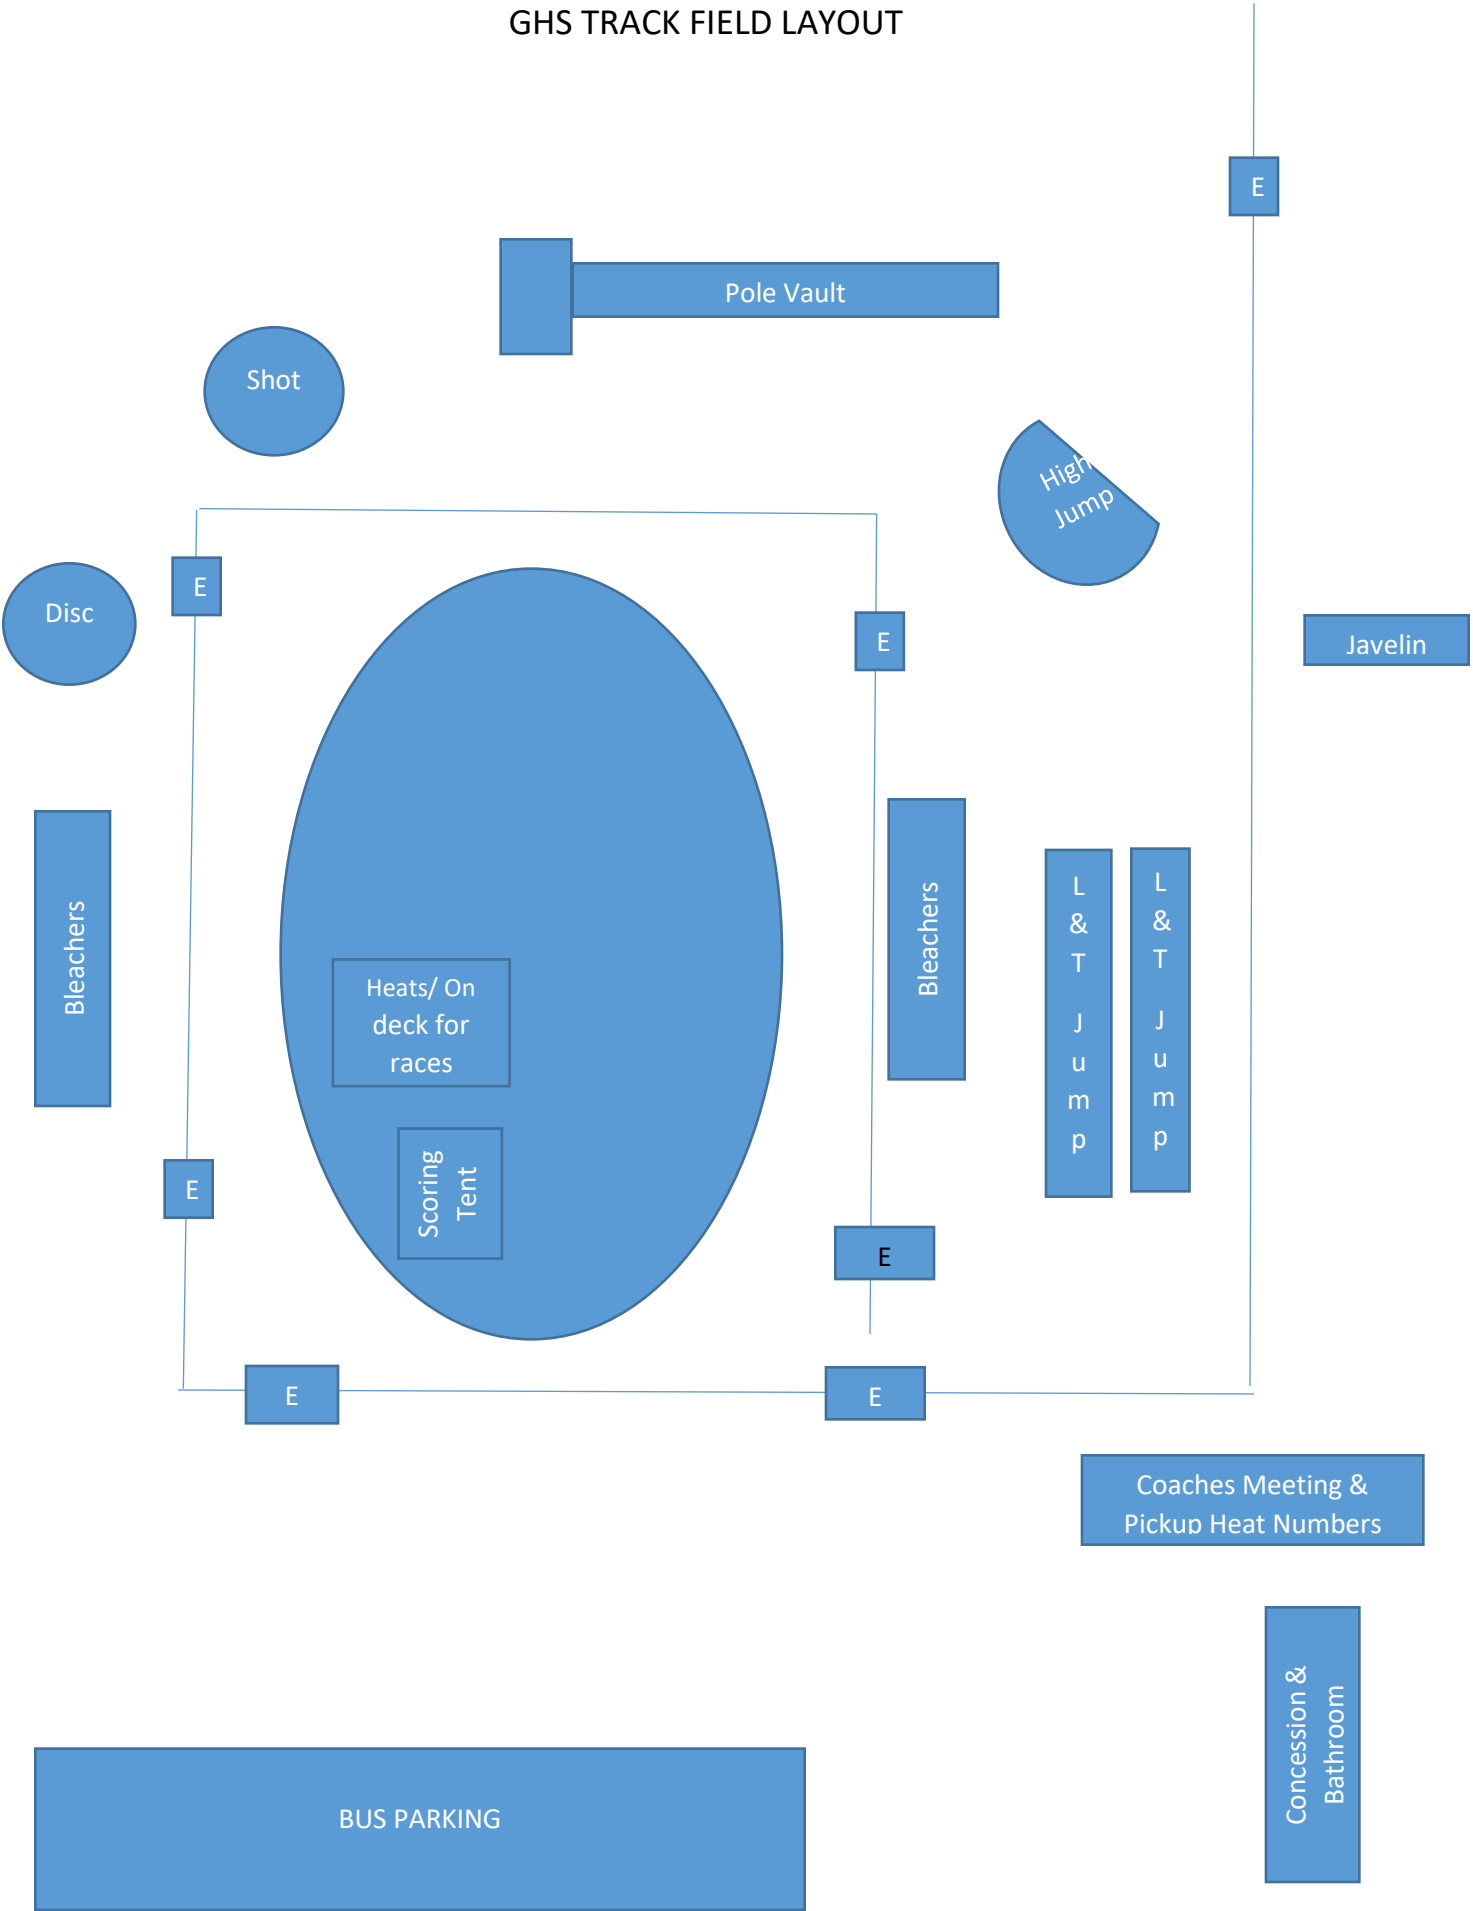 GHS TRACK FIELD LAYOUT
E
Pole Vault
Shot
High
Jump
E
Disc
E
Javelin
Bleachers
Bleachers
L
&
T
J
u
m
p
L
&
T
J
u
m
p
Heats/ On
deck for
races
Scoring
Tent
E
E
E
E
Coaches Meeting &
Pickup Heat Numbers
Concession &
Bathroom
BUS PARKING